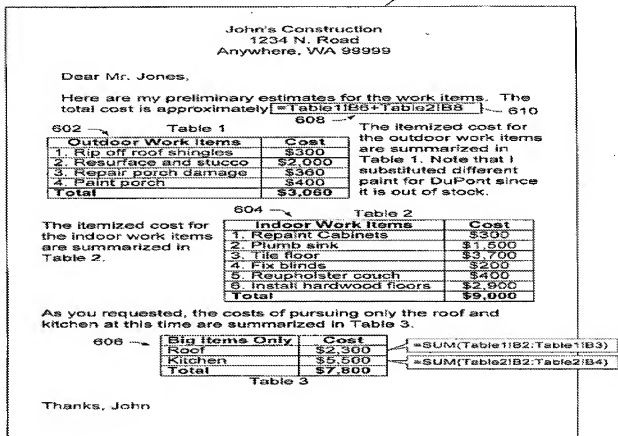 John's Construction
1234 N. Road
Anywhere, WA 99999
Dear Mr. Jones,
Here are my preliminary estimates for the work items. The
total cost is approximately =Table1!B6+Table2!B8
610
608
602
Table 1
Outdoor Work Items Cost
1. Rip off roof shingles $300
2. Resurface and stucco $2,000
3. Repair porch damage $360
4. Paint porch $400
Total $3,060
The itemized cost for
the outdoor work items
are summarized in
Table 1. Note that I
substituted different
paint for DuPont since
it is out of stock.
604
Table 2
The itemized cost for
the indoor work items
are summarized in
Table 2.
Indoor Work Items Cost
1. Repaint Cabinets $300
2. Plumb sink $1,500
3. Tile floor $3,700
4. Fix blinds $200
5. Reupholster couch $400
6. Install hardwood floors $2,900
Total $9,000
As you requested, the costs of pursuing only the roof and
kitchen at this time are summarized in Table 3.
606
Big Items Only Cost
Roof $2,300
Kitchen $5,500
Total $7,800
=SUM(Table1!B2:Table1!B3)
=SUM(Table2!B2:Table2!B4)
Table 3
Thanks, John